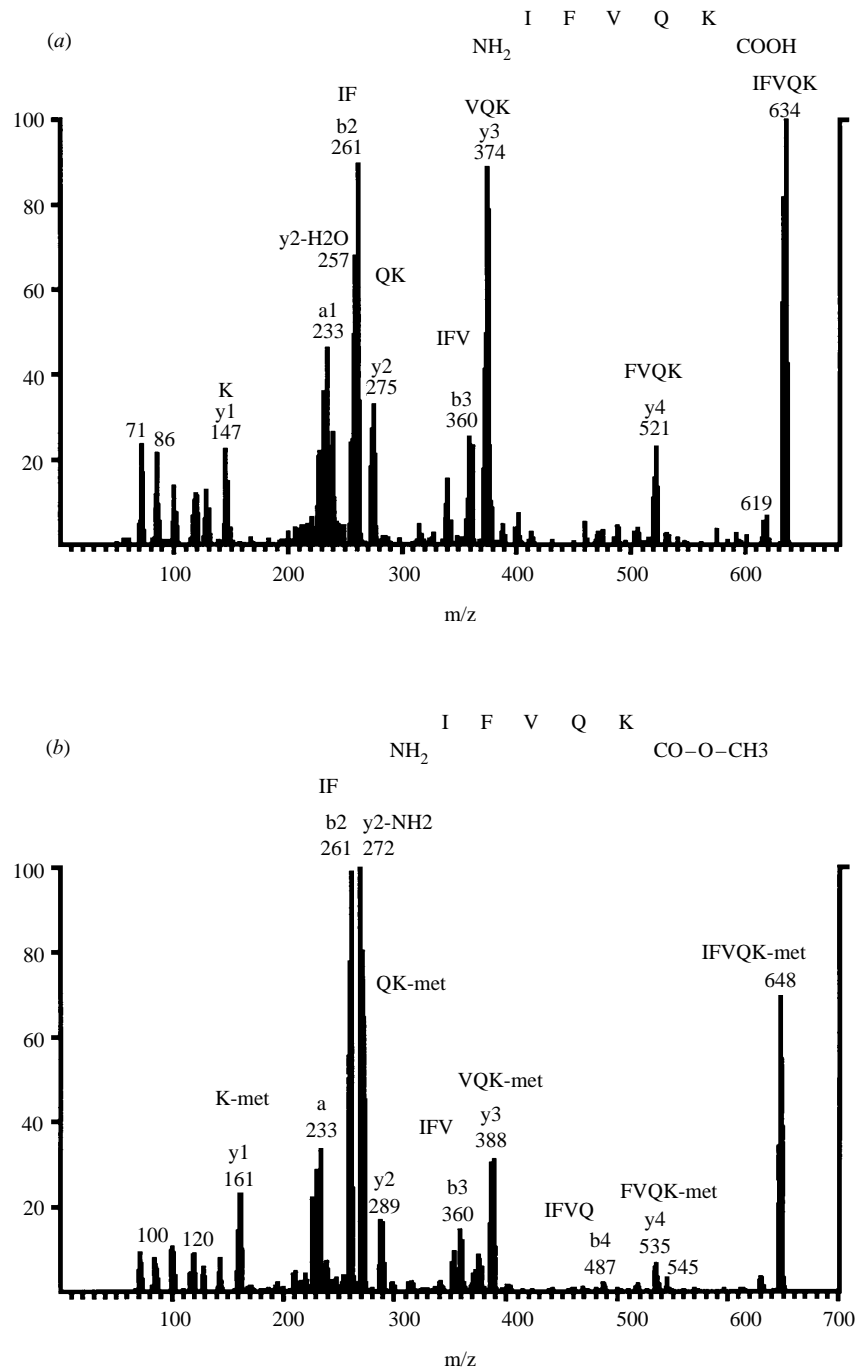 I F V Q K
(a)
NH2 COOH
IFVQK
634
IF
b2
261
VQK
y3
374
100
80
60
40
20
y2-H2O
257
QK
a1
233
y2
275
IFV
b3
360
FVQK
y4
521
K
y1
147
71
86
619
100 200 300 400 500 600
m/z
I F V Q K
(b)
NH2 CO–O–CH3
IF
b2 y2-NH2
261 272
100
80
60
40
20
QK-met
IFVQK-met
648
K-met
y1
161
a
233
y2
289
IFV
b3
360
VQK-met
y3
388
IFVQ
b4
487
FVQK-met
y4
535
545
100
120
100 200 300 400 500 600 700
m/z